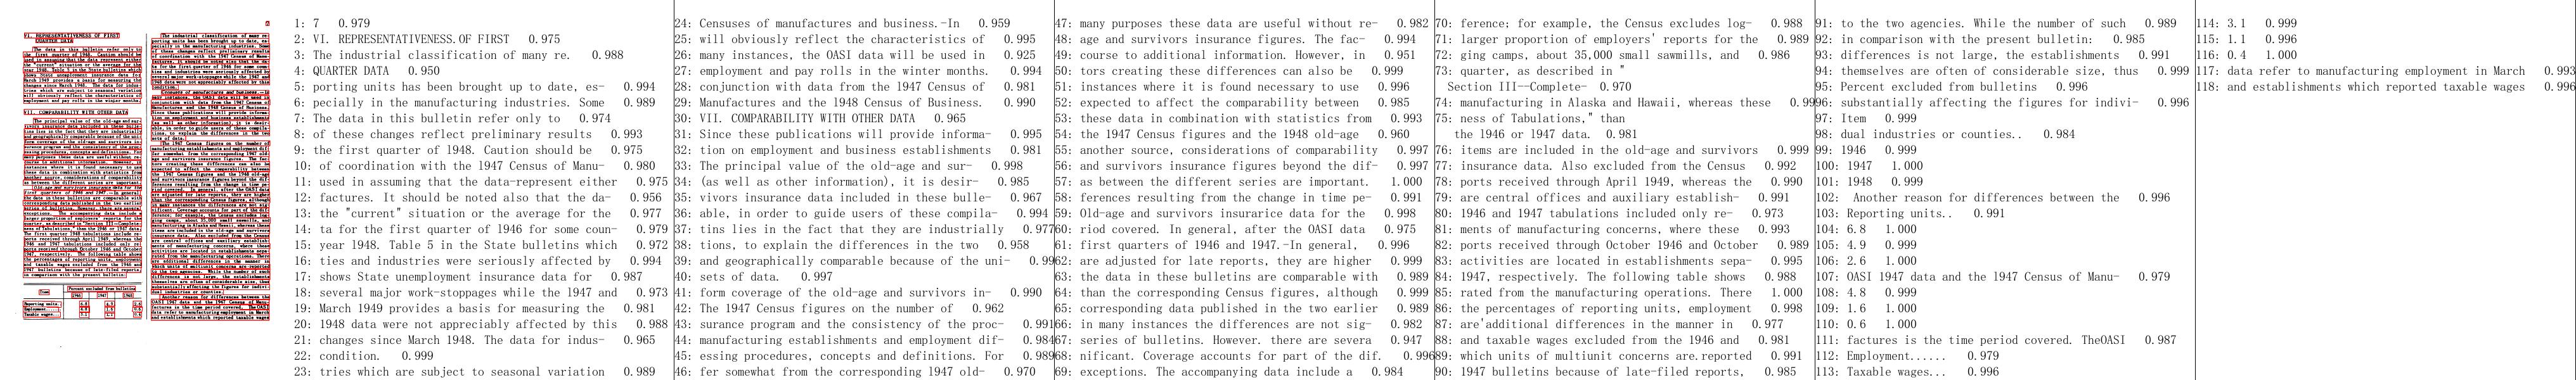 1: 7 0.979
2: VI. REPRESENTATIVENESS.OF FIRST 0.975
3: The industrial classification of many re. 0.988
4: QUARTER DATA 0.950
5: porting units has been brought up to date, es- 0.994
6: pecially in the manufacturing industries. Some 0.989
7: The data in this bulletin refer only to 0.974
8: of these changes reflect preliminary results 0.993
9: the first quarter of 1948. Caution should be 0.975
10: of coordination with the 1947 Census of Manu- 0.980
11: used in assuming that the data-represent either 0.975
12: factures. It should be noted also that the da- 0.956
13: the "current" situation or the average for the 0.977
14: ta for the first quarter of 1946 for some coun- 0.979
15: year 1948. Table 5 in the State bulletins which 0.972
16: ties and industries were seriously affected by 0.994
17: shows State unemployment insurance data for 0.987
18: several major work-stoppages while the 1947 and 0.973
19: March 1949 provides a basis for measuring the 0.981
20: 1948 data were not appreciably affected by this 0.988
21: changes since March 1948. The data for indus- 0.965
22: condition. 0.999
23: tries which are subject to seasonal variation 0.989
24: Censuses of manufactures and business.-In 0.959
25: will obviously reflect the characteristics of 0.995
26: many instances, the OASI data will be used in 0.925
27: employment and pay rolls in the winter months. 0.994
28: conjunction with data from the 1947 Census of 0.981
29: Manufactures and the 1948 Census of Business. 0.990
30: VII. COMPARABILITY WITH OTHER DATA 0.965
31: Since these publications will provide informa- 0.995
32: tion on employment and business establishments 0.981
33: The principal value of the old-age and sur- 0.998
34: (as well as other information), it is desir- 0.985
35: vivors insurance data included in these bulle- 0.967
36: able, in order to guide users of these compila- 0.994
37: tins lies in the fact that they are industrially 0.977
38: tions, to explain the differences in the two 0.958
39: and geographically comparable because of the uni- 0.99
40: sets of data. 0.997
41: form coverage of the old-age and survivors in- 0.990
42: The 1947 Census figures on the number of 0.962
43: surance program and the consistency of the proc- 0.991
44: manufacturing establishments and employment dif- 0.984
45: essing procedures, concepts and definitions. For 0.989
46: fer somewhat from the corresponding 1947 old- 0.970
47: many purposes these data are useful without re- 0.982
48: age and survivors insurance figures. The fac- 0.994
49: course to additional information. However, in 0.951
50: tors creating these differences can also be 0.999
51: instances where it is found necessary to use 0.996
52: expected to affect the comparability between 0.985
53: these data in combination with statistics from 0.993
54: the 1947 Census figures and the 1948 old-age 0.960
55: another source, considerations of comparability 0.997
56: and survivors insurance figures beyond the dif- 0.997
57: as between the different series are important. 1.000
58: ferences resulting from the change in time pe- 0.991
59: Old-age and survivors insurarice data for the 0.998
60: riod covered. In general, after the OASI data 0.975
61: first quarters of 1946 and 1947.-In general, 0.996
62: are adjusted for late reports, they are higher 0.999
63: the data in these bulletins are comparable with 0.989
64: than the corresponding Census figures, although 0.999
65: corresponding data published in the two earlier 0.989
66: in many instances the differences are not sig- 0.982
67: series of bulletins. However. there are severa 0.947
68: nificant. Coverage accounts for part of the dif. 0.996
69: exceptions. The accompanying data include a 0.984
70: ference; for example, the Census excludes log- 0.988
71: larger proportion of employers' reports for the 0.989
72: ging camps, about 35,000 small sawmills, and 0.986
73: quarter, as described in "
Section III--Complete- 0.970
74: manufacturing in Alaska and Hawaii, whereas these 0.99
75: ness of Tabulations," than
the 1946 or 1947 data. 0.981
76: items are included in the old-age and survivors 0.999
77: insurance data. Also excluded from the Census 0.992
78: ports received through April 1949, whereas the 0.990
79: are central offices and auxiliary establish- 0.991
80: 1946 and 1947 tabulations included only re- 0.973
81: ments of manufacturing concerns, where these 0.993
82: ports received through October 1946 and October 0.989
83: activities are located in establishments sepa- 0.995
84: 1947, respectively. The following table shows 0.988
85: rated from the manufacturing operations. There 1.000
86: the percentages of reporting units, employment 0.998
87: are'additional differences in the manner in 0.977
88: and taxable wages excluded from the 1946 and 0.981
89: which units of multiunit concerns are.reported 0.991
90: 1947 bulletins because of late-filed reports, 0.985
91: to the two agencies. While the number of such 0.989
92: in comparison with the present bulletin: 0.985
93: differences is not large, the establishments 0.991
94: themselves are often of considerable size, thus 0.999
95: Percent excluded from bulletins 0.996
96: substantially affecting the figures for indivi- 0.996
97: Item 0.999
98: dual industries or counties.. 0.984
99: 1946 0.999
100: 1947 1.000
101: 1948 0.999
102: Another reason for differences between the 0.996
103: Reporting units.. 0.991
104: 6.8 1.000
105: 4.9 0.999
106: 2.6 1.000
107: OASI 1947 data and the 1947 Census of Manu- 0.979
108: 4.8 0.999
109: 1.6 1.000
110: 0.6 1.000
111: factures is the time period covered. TheOASI 0.987
112: Employment...... 0.979
113: Taxable wages... 0.996
114: 3.1 0.999
115: 1.1 0.996
116: 0.4 1.000
117: data refer to manufacturing employment in March 0.993
118: and establishments which reported taxable wages 0.996